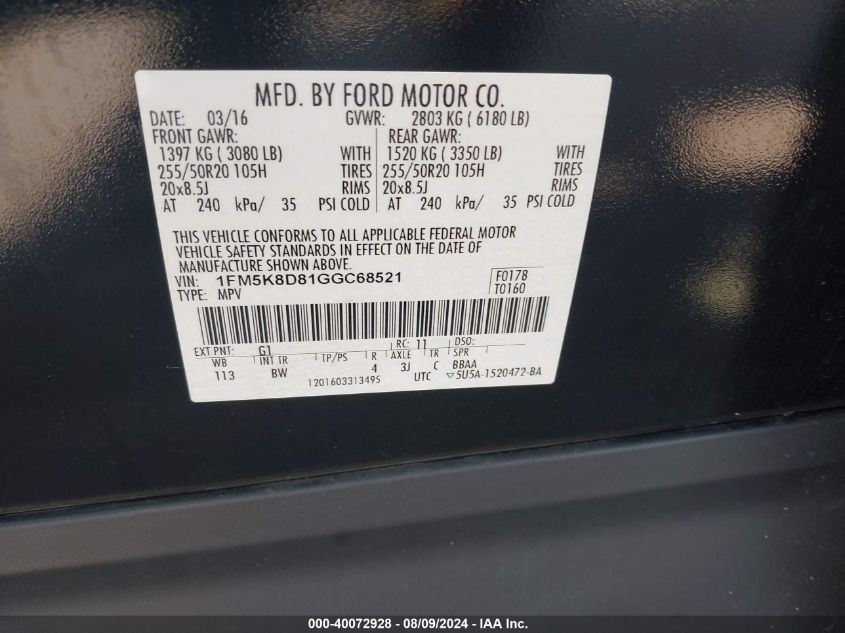 MFD. BY FORD MOTOR CO.
DATE: 03/16 GVWR: 2803 KG ( 6180 LB)
FRONT GAWR: REAR GAWR:
1397 KG ( 3080 LB) WITH 1520 KG ( 3350 LB) WITH
255/50R20 105H TIRES 255/50R20 105H TIRES
20x8.5J RIMS 20x8.5J RIMS
AT 240 kPa/ 35 PSI COLD AT 240 kPa/ 35 PSI COLD
THIS VEHICLE CONFORMS TO ALL APPLICABLE FEDERAL MOTOR
VEHICLE SAFETY STANDARDS IN EFFECT ON THE DATE OF
MANUFACTURE SHOWN ABOVE.
VIN: 1FM5K8D81GGC68521 F0178
TYPE: MPV T0160
EXT PNT: G1 RC: 11 DSO:
WB INT TR TP/PS R AXLE TR SPR
113 BW 4 3J C BBAA
1201603313495 UTC ▽5U5A-1520472-BA
000-40072928 - 08/09/2024 - IAA Inc.